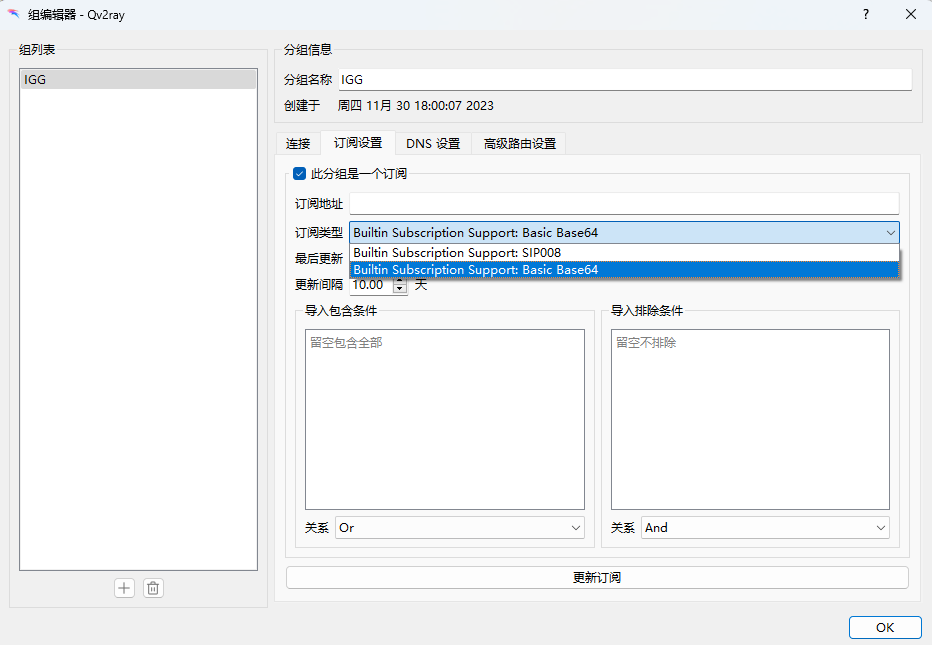 组编辑器 - Qv2ray
?
组列表
IGG
分组信息
分组名称 IGG
创建于 周四 11月 30 18:00:07 2023
连接 订阅设置 DNS 设置 高级路由设置
此分组是一个订阅
订阅地址
订阅类型 Builtin Subscription Support: Basic Base64
Builtin Subscription Support: SIP008
最后更新
Builtin Subscription Support: Basic Base64
更新间隔 10.00 天
导入包含条件
留空包含全部
关系 Or
导入排除条件
留空不排除
关系 And
更新订阅
OK